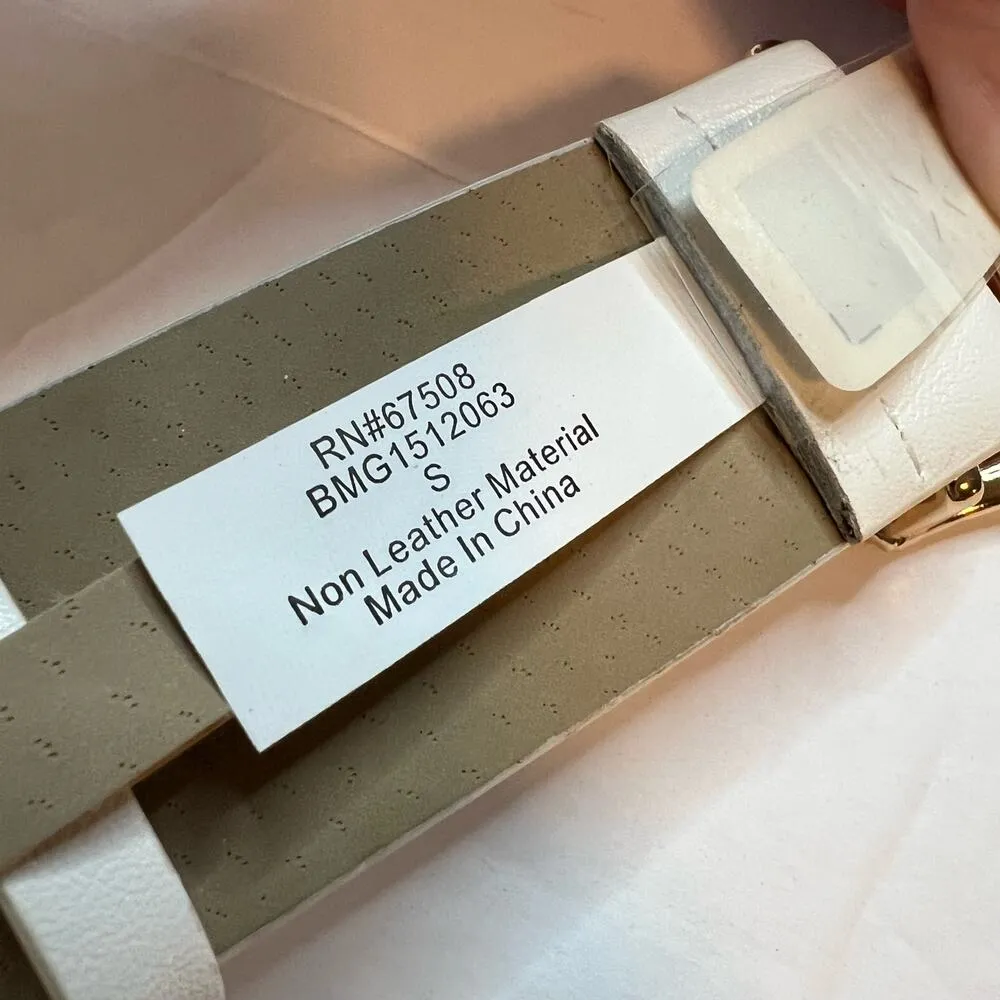 RN#67508
BMG1512063
S
Non Leather Material
Made In China